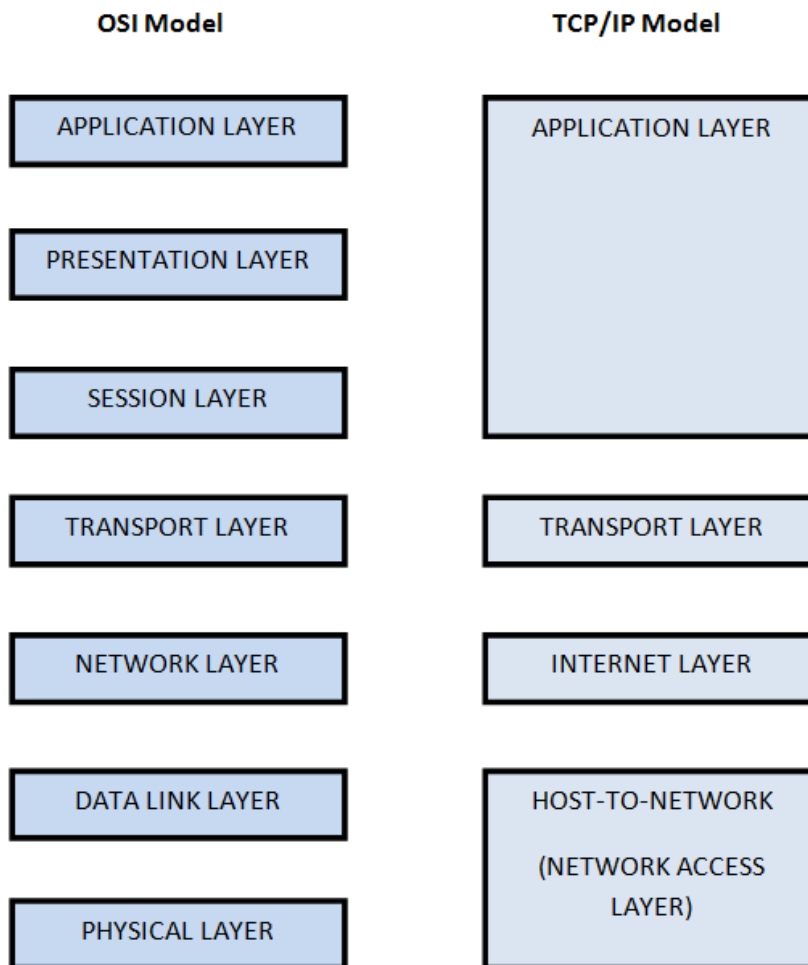 OSI Model
TCP/IP Model
APPLICATION LAYER
APPLICATION LAYER
PRESENTATION LAYER
SESSION LAYER
TRANSPORT LAYER
TRANSPORT LAYER
NETWORK LAYER
INTERNET LAYER
DATA LINK LAYER
HOST-TO-NETWORK
(NETWORK ACCESS
LAYER)
PHYSICAL LAYER